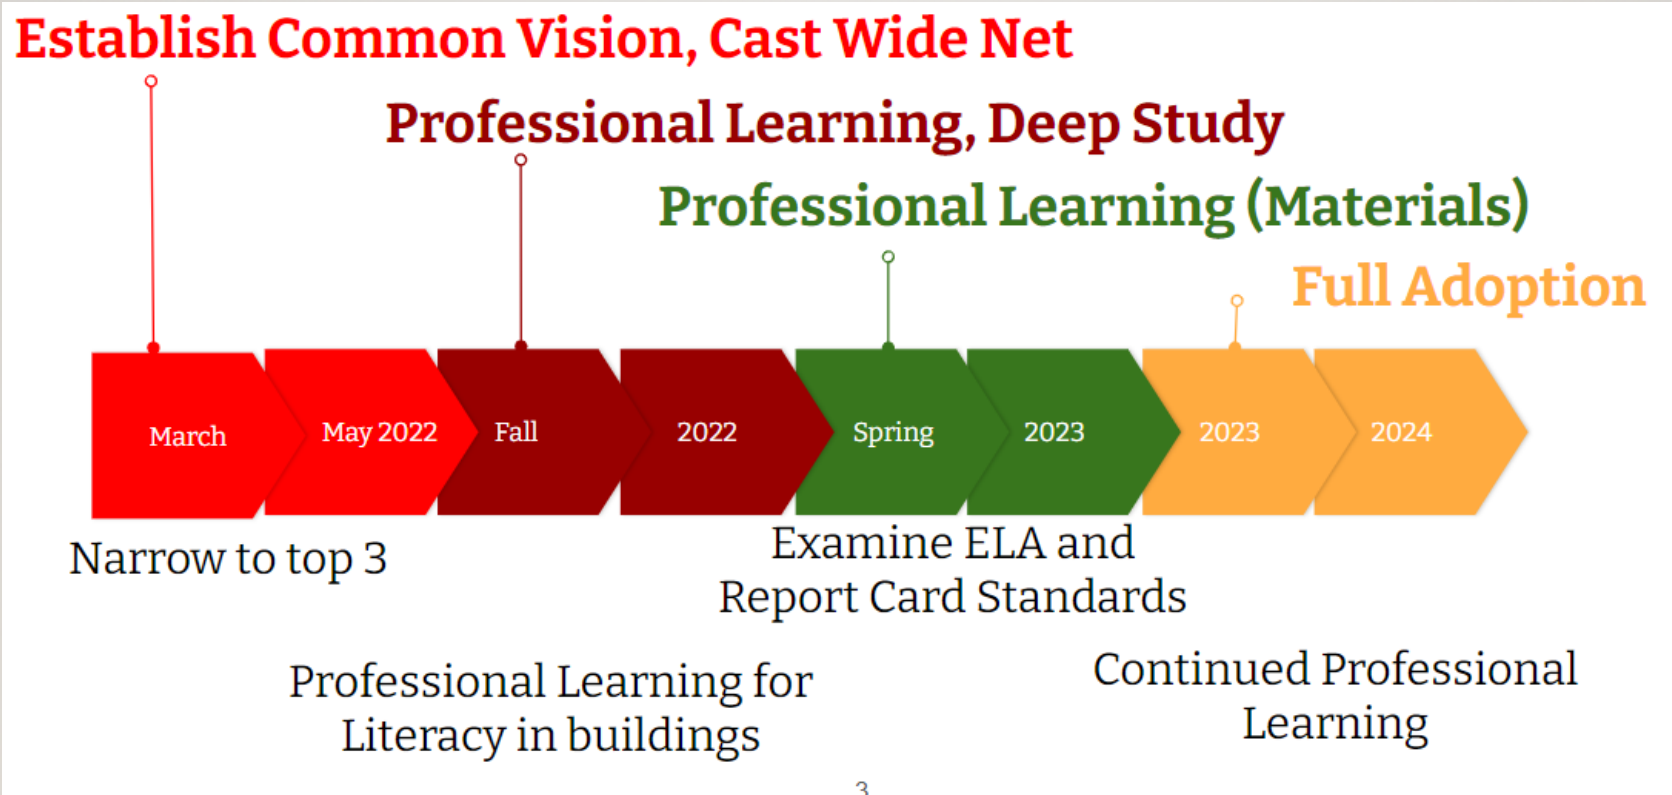 Establish Common Vision, Cast Wide Net
Professional Learning, Deep Study
Professional Learning (Materials)
Full Adoption
March
May 2022
Fall
2022
Spring
2023
2023
2024
Narrow to top 3
Examine ELA and
Report Card Standards
Professional Learning for
Literacy in buildings
Continued Professional
Learning
3